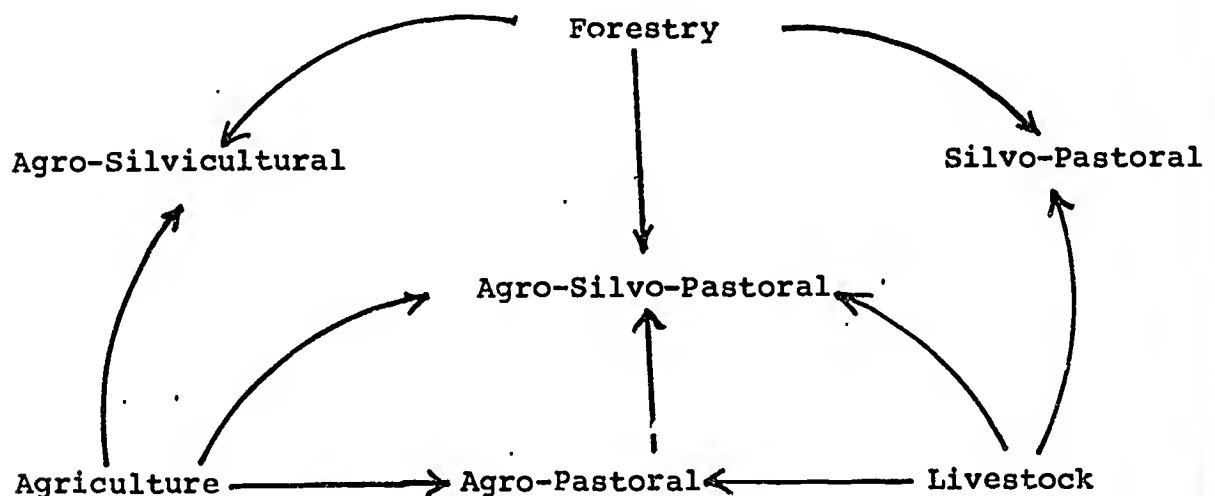 Forestry
Agro-Silvicultural
Silvo-Pastoral
Agro-Silvo-Pastoral
Agriculture
Agro-Pastoral
Livestock